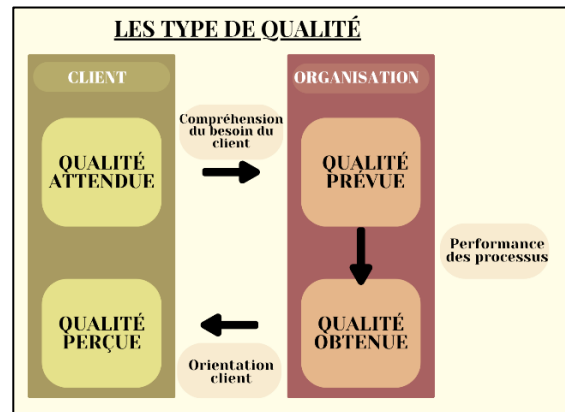 LES TYPE DE QUALITÉ
CLIENT
ORGANISATION
Compréhension
du besoin du
client
QUALITÉ
ATTENDUE
QUALITÉ
PRÉVUE
Performance
des processus
QUALITÉ
PERÇUE
QUALITÉ
OBTENUE
Orientation
client